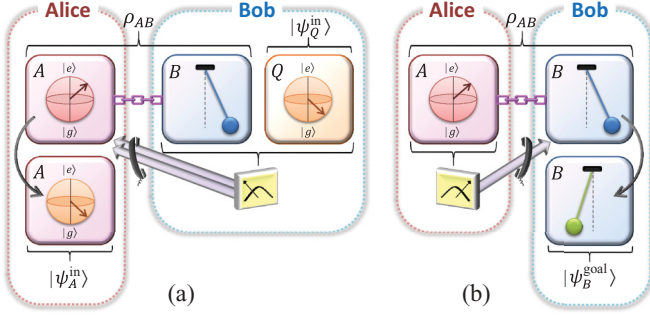 Alice
ρ_AB
Bob
|ψ_Q^in⟩
A
|e⟩
|g⟩
B
Q
|e⟩
|g⟩
A
|e⟩
|g⟩
|ψ_A^in⟩
(a)
Alice
ρ_AB
Bob
A
|e⟩
|g⟩
B
B
|ψ_B^goal⟩
(b)